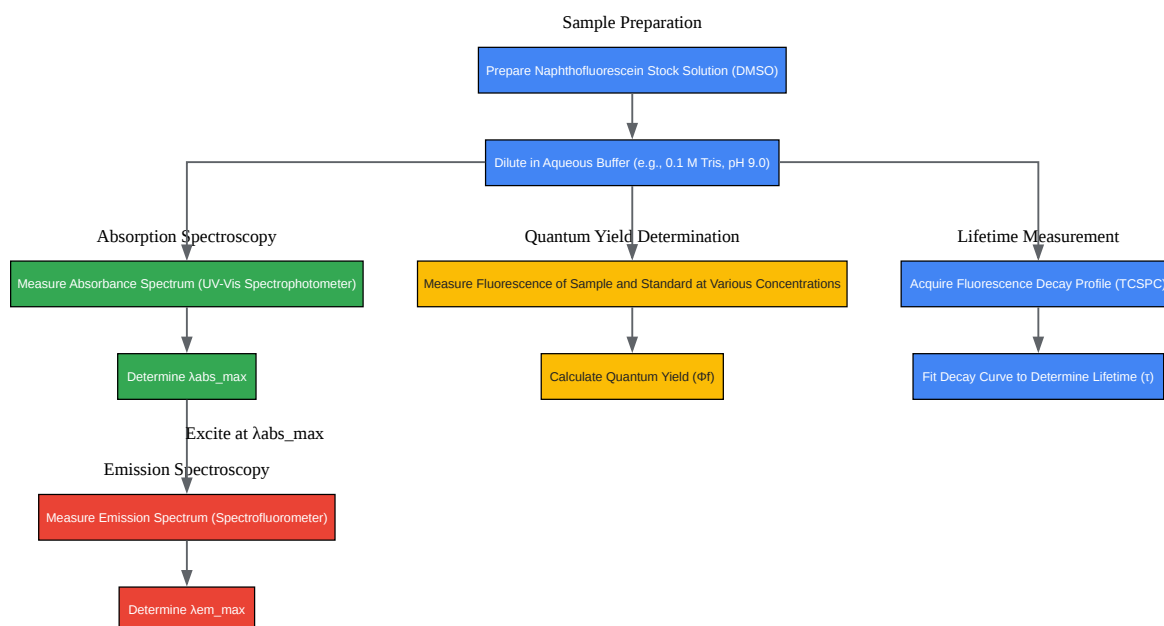 Sample Preparation
Prepare Naphthofluorescein Stock Solution (DMSO)
Dilute in Aqueous Buffer (e.g., 0.1 M Tris, pH 9.0)
Absorption Spectroscopy
Measure Absorbance Spectrum (UV-Vis Spectrophotometer)
Determine λabs_max
Excite at λabs_max
Emission Spectroscopy
Measure Emission Spectrum (Spectrofluorometer)
Determine λem_max
Quantum Yield Determination
Measure Fluorescence of Sample and Standard at Various Concentrations
Calculate Quantum Yield (Φf)
Lifetime Measurement
Acquire Fluorescence Decay Profile (TCSPC)
Fit Decay Curve to Determine Lifetime (τ)